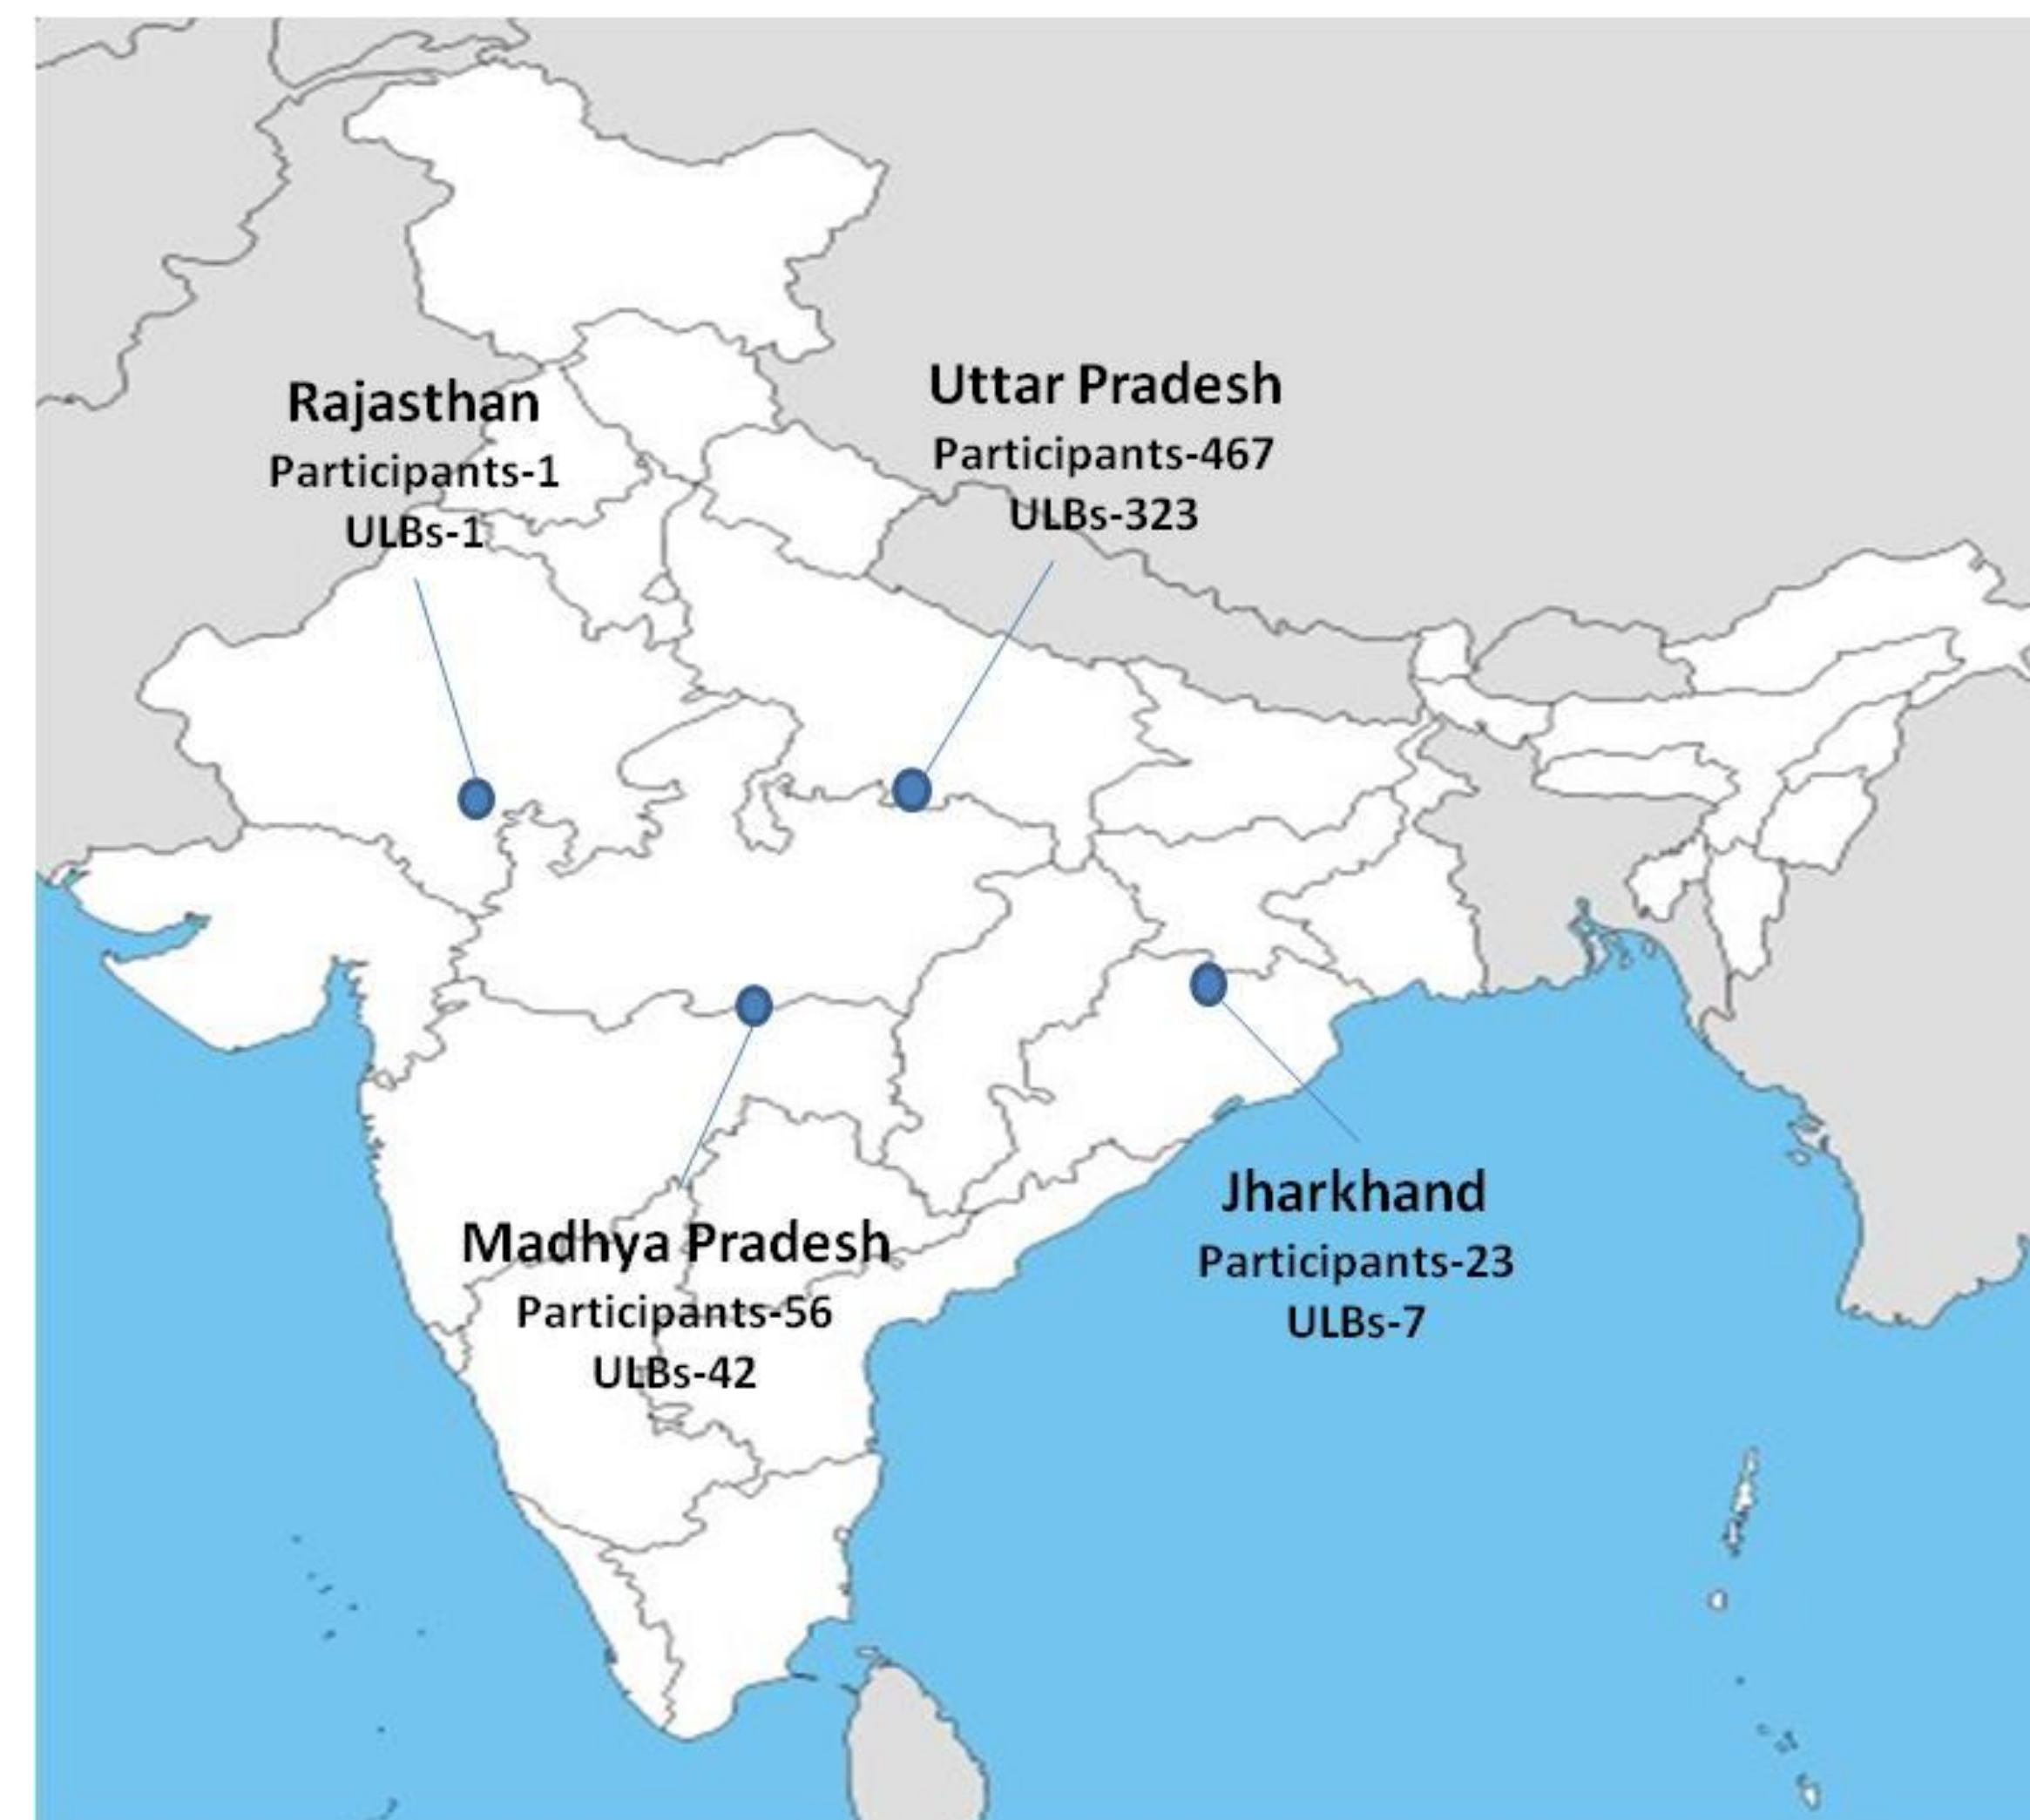 Rajasthan
Participants-1
ULBs-1
Uttar Pradesh
Participants-467
ULBs-323
Madhya Pradesh
Participants-56
ULBs-42
Jharkhand
Participants-23
ULBs-7